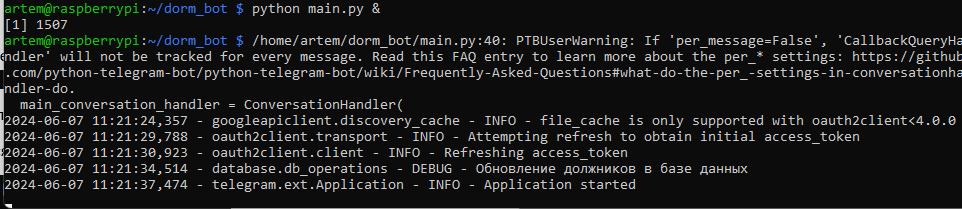 artem@raspberrypi:~/dorm_bot $ python main.py &
[1] 1507
artem@raspberrypi:~/dorm_bot $ /home/artem/dorm_bot/main.py:40: PTBUserWarning: If 'per_message=False', 'CallbackQueryHa
ndler' will not be tracked for every message. Read this FAQ entry to learn more about the per_* settings: https://github
.com/python-telegram-bot/python-telegram-bot/wiki/Frequently-Asked-Questions#what-do-the-per_-settings-in-conversationha
ndler-do.
  main_conversation_handler = ConversationHandler(
2024-06-07 11:21:24,357 - googleapiclient.discovery_cache - INFO - file_cache is only supported with oauth2client<4.0.0
2024-06-07 11:21:29,788 - oauth2client.transport - INFO - Attempting refresh to obtain initial access_token
2024-06-07 11:21:30,923 - oauth2client.client - INFO - Refreshing access_token
2024-06-07 11:21:34,514 - database.db_operations - DEBUG - Обновление должников в базе данных
2024-06-07 11:21:37,474 - telegram.ext.Application - INFO - Application started